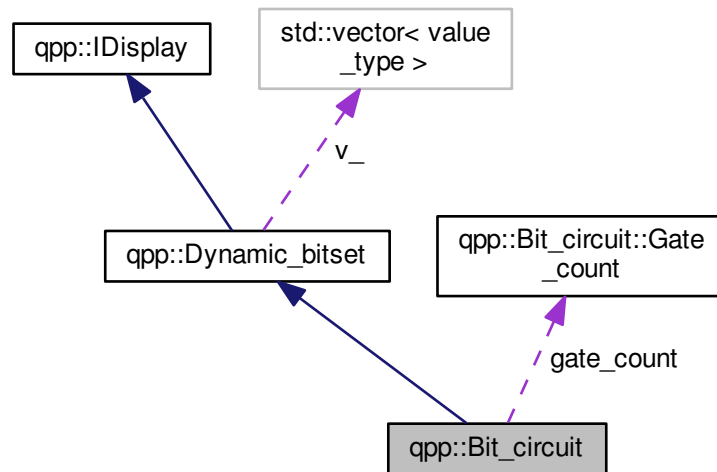 qpp::IDisplay
std::vector< value
_type >
v_
qpp::Dynamic_bitset
qpp::Bit_circuit::Gate
_count
gate_count
qpp::Bit_circuit